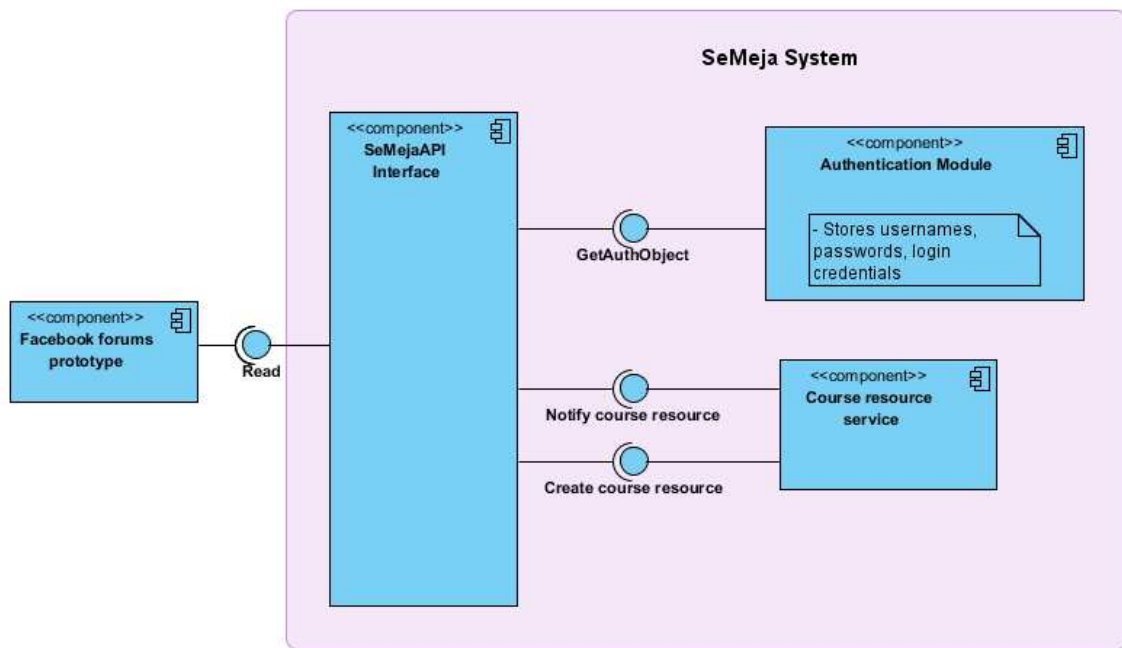 SeMeja System
<<component>>
SeMejaAPI
Interface
<<component>>
Authentication Module
- Stores usernames,
passwords, login
credentials
GetAuthObject
<<component>>
Facebook forums
prototype
Read
<<component>>
Course resource
service
Notify course resource
Create course resource